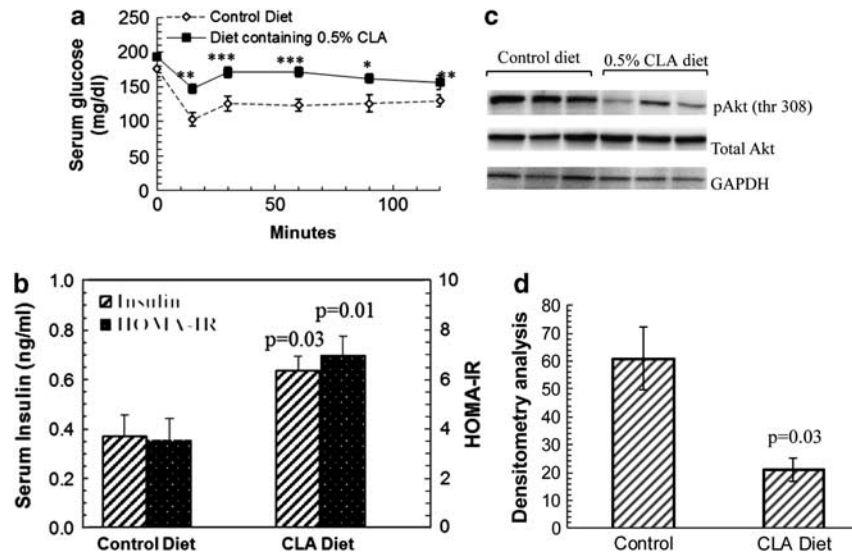 a
Control Diet
Diet containing 0.5% CLA
Serum glucose
(mg/dl)
250
200
150
100
50
0
** *** *** * **
0 50 100
Minutes
b
Insulin
HOMA-IR
Serum Insulin (ng/ml)
1.0
0.8
0.6
0.4
0.2
0.0
p=0.03
p=0.01
HOMA-IR
10
8
6
4
2
0
Control Diet CLA Diet
c
Control diet 0.5% CLA diet
pAkt (thr 308)
Total Akt
GAPDH
d
Densitometry analysis
80
70
60
50
40
30
20
10
0
p=0.03
Control CLA Diet